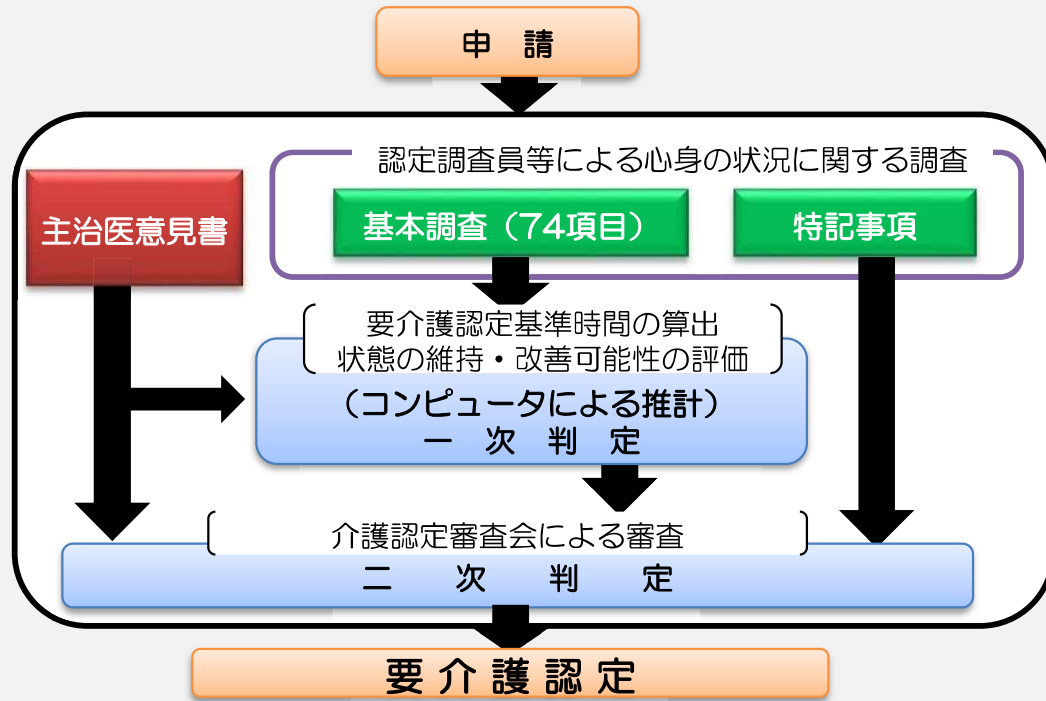 申　請
認定調査員等による心身の状況に関する調査
主治医意見書
基本調査（74項目）
特記事項
要介護認定基準時間の算出
状態の維持・改善可能性の評価
（コンピュータによる推計）
一　次　判　定
介護認定審査会による審査
二　次　判　定
要介護認定